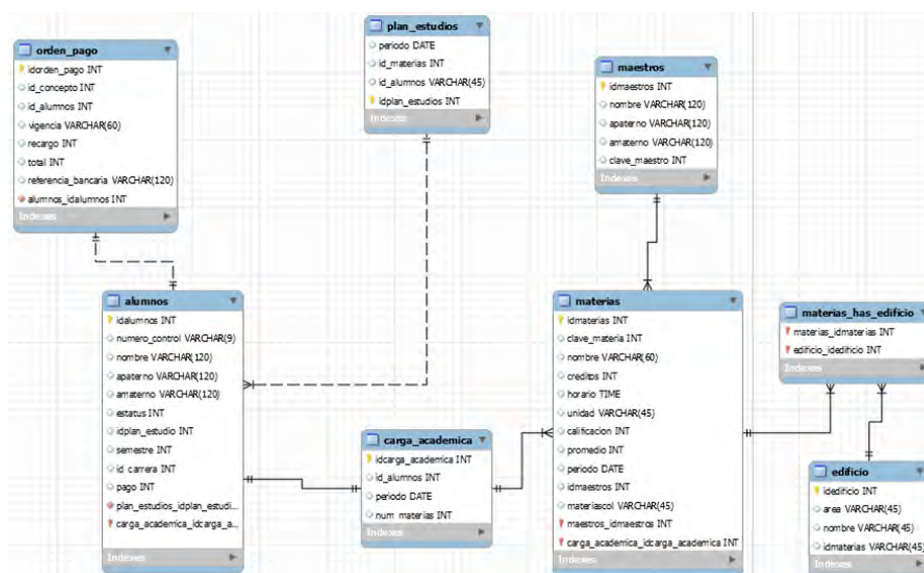 orden_pago
idorden_pago INT
id_concepto INT
id_alumnos INT
vigencia VARCHAR(60)
recargo INT
total INT
referencia_bancaria VARCHAR(120)
alumnos_idalumnos INT
Indexes
plan_estudios
periodo DATE
id_materias INT
id_alumnos VARCHAR(45)
idplan_estudios INT
Indexes
maestros
idmaestros INT
nombre VARCHAR(120)
apaterno VARCHAR(120)
amaterno VARCHAR(120)
clave_maestro INT
Indexes
alumnos
idalumnos INT
numero_control VARCHAR(9)
nombre VARCHAR(120)
apaterno VARCHAR(120)
amaterno VARCHAR(120)
estatus INT
idplan_estudio INT
semestre INT
id_carrera INT
pago INT
plan_estudios_idplan_estudi...
carga_academica_idcarga_a...
Indexes
carga_academica
idcarga_academica INT
id_alumnos INT
periodo DATE
num_materias INT
Indexes
materias
idmaterias INT
clave_materia INT
nombre VARCHAR(60)
creditos INT
horario TIME
unidad VARCHAR(45)
calificacion INT
promedio INT
periodo DATE
idmaestros INT
materiascol VARCHAR(45)
maestros_idmaestros INT
carga_academica_idcarga_academica INT
Indexes
materias_has_edificio
materias_idmaterias INT
edificio_idedificio INT
Indexes
edificio
idedificio INT
area VARCHAR(45)
nombre VARCHAR(45)
idmaterias VARCHAR(45)
Indexes